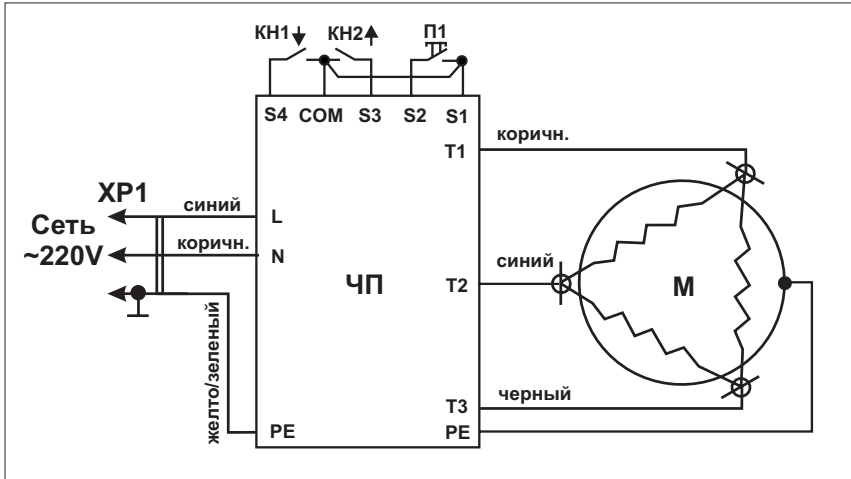 КН1 КН2 П1
S4 COM S3 S2 S1
T1 коричн.
XP1
Сеть
~220V
синий L
коричн. N
желто/зеленый
PE
ЧП
T2 синий
M
T3 черный
PE